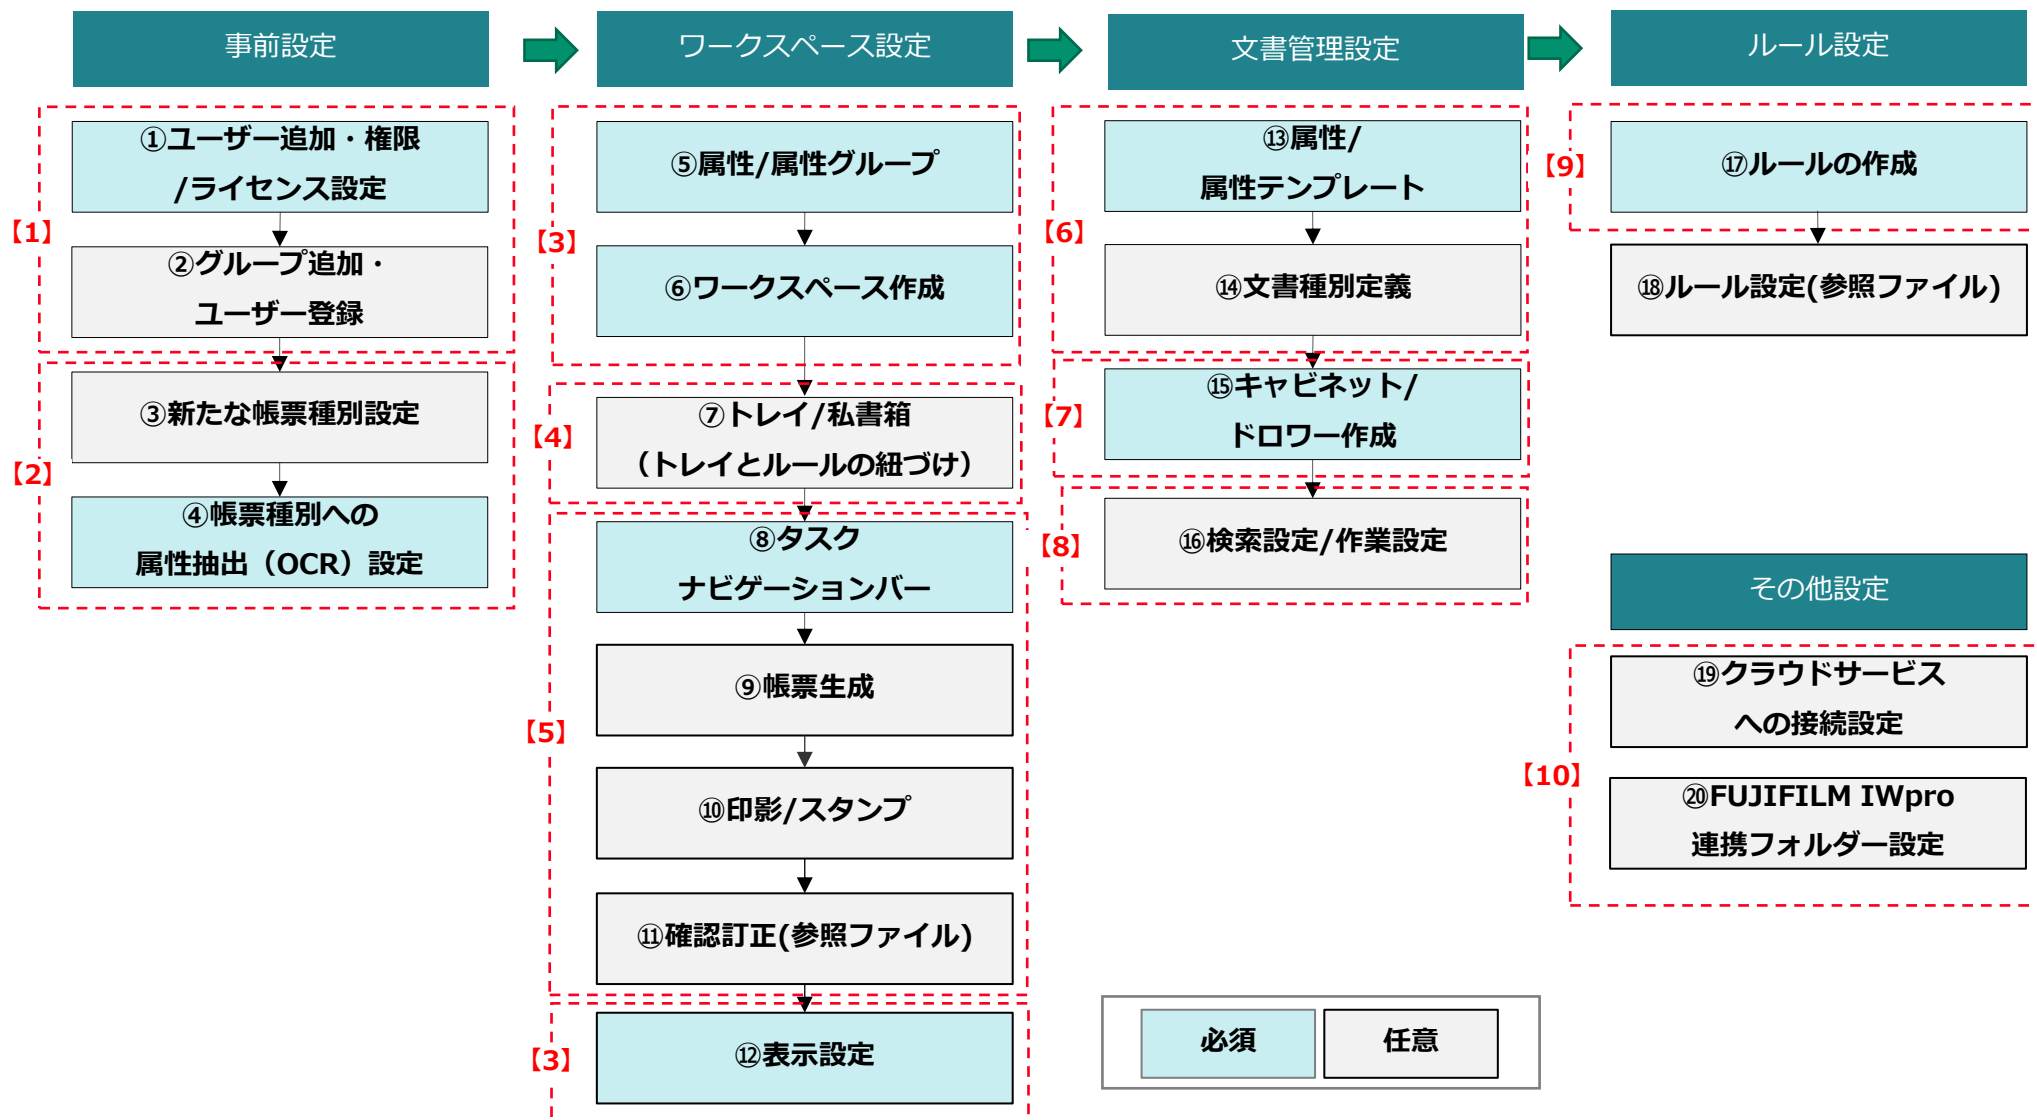 事前設定
【1】
①ユーザー追加・権限
/ライセンス設定
②グループ追加・
ユーザー登録
【2】
③新たな帳票種別設定
④帳票種別への
属性抽出（OCR）設定
ワークスペース設定
【3】
⑤属性/属性グループ
⑥ワークスペース作成
【4】
⑦トレイ/私書箱
（トレイとルールの紐づけ）
【5】
⑧タスク
ナビゲーションバー
⑨帳票生成
⑩印影/スタンプ
⑪確認訂正(参照ファイル)
【3】
⑫表示設定
文書管理設定
【6】
⑬属性/
属性テンプレート
⑭文書種別定義
【7】
⑮キャビネット/
ドロワー作成
【8】
⑯検索設定/作業設定
ルール設定
【9】
⑰ルールの作成
⑱ルール設定(参照ファイル)
その他設定
【10】
⑲クラウドサービス
への接続設定
⑳FUJIFILM IWpro
連携フォルダー設定
必須
任意